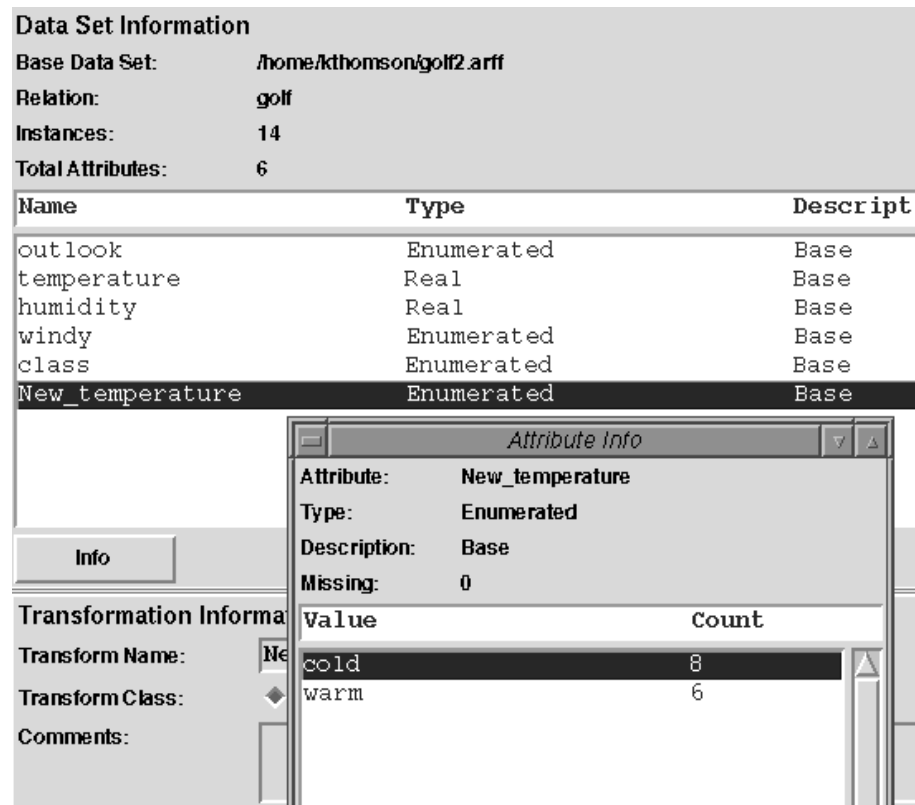 Data Set Information
Base Data Set: /home/kthomson/golf2.arff
Relation: golf
Instances: 14
Total Attributes: 6
Name Type Descript
outlook Enumerated Base
temperature Real Base
humidity Real Base
windy Enumerated Base
class Enumerated Base
New_temperature Enumerated Base
Attribute Info
Attribute: New_temperature
Type: Enumerated
Description: Base
Missing: 0
Value Count
cold 8
warm 6
Info
Transformation Informa
Transform Name: Ne
Transform Class:
Comments: